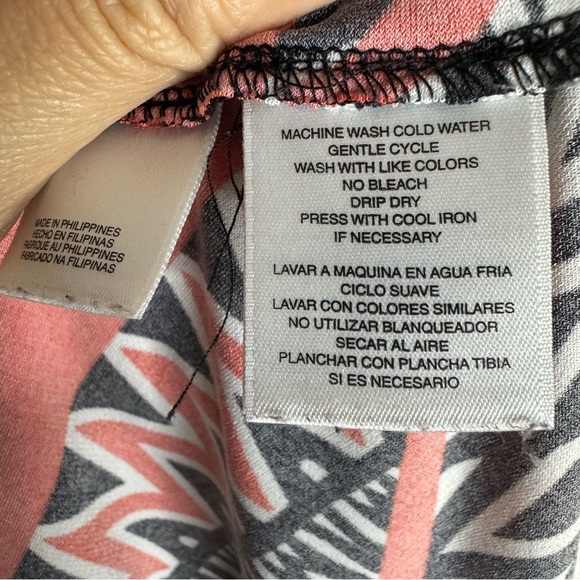 MADE IN PHILIPPINES
HECHO EN FILIPINAS
FABRIQUE AU PHILIPPINES
FABRICADO NA FILIPINAS
MACHINE WASH COLD WATER
GENTLE CYCLE
WASH WITH LIKE COLORS
NO BLEACH
DRIP DRY
PRESS WITH COOL IRON
IF NECESSARY
LAVAR A MAQUINA EN AGUA FRIA
CICLO SUAVE
LAVAR CON COLORES SIMILARES
NO UTILIZAR BLANQUEADOR
SECAR AL AIRE
PLANCHAR CON PLANCHA TIBIA
SI ES NECESARIO